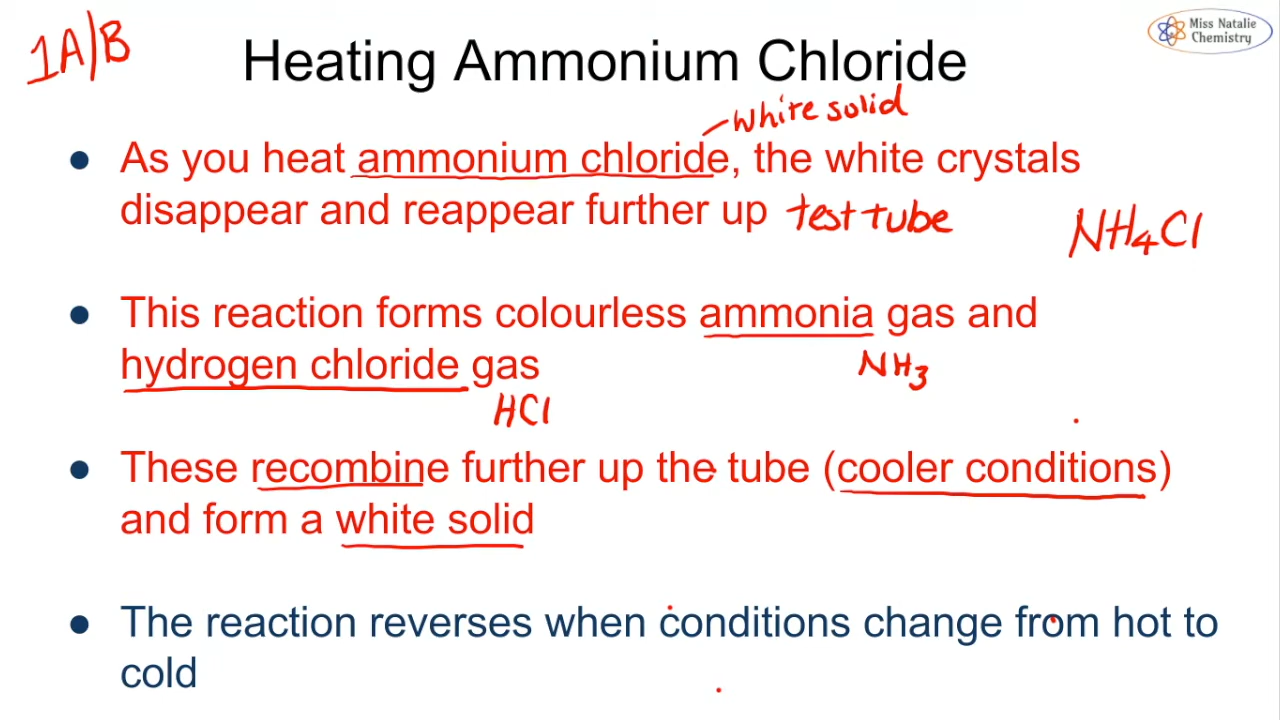 1A/B
Miss Natalie
Chemistry
Heating Ammonium Chloride
white solid
● As you heat ammonium chloride, the white crystals
disappear and reappear further up test tube
NH₄Cl
● This reaction forms colourless ammonia gas and
hydrogen chloride gas
NH₃
HCl
● These recombine further up the tube (cooler conditions)
and form a white solid
● The reaction reverses when conditions change from hot to
cold